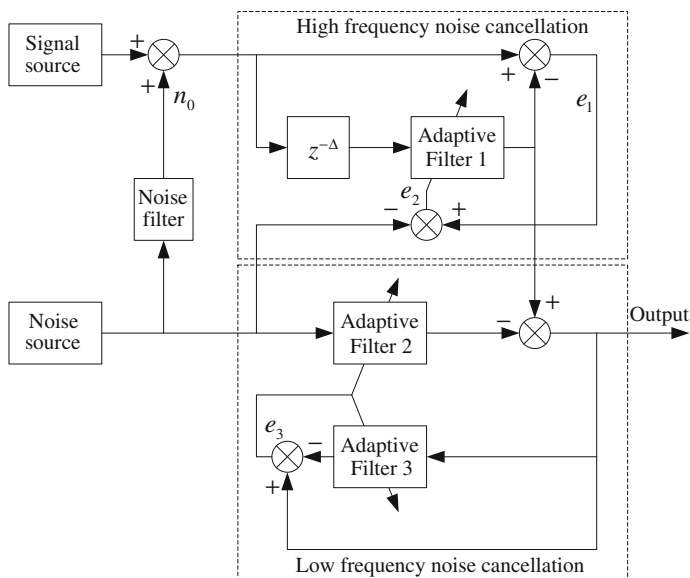 High frequency noise cancellation
Signal
source
+
+
n₀
+
−
e₁
z^{−Δ}
Adaptive
Filter 1
Noise
filter
e₂
−
+
Noise
source
Adaptive
Filter 2
−
+
Output
e₃
−
+
Adaptive
Filter 3
Low frequency noise cancellation